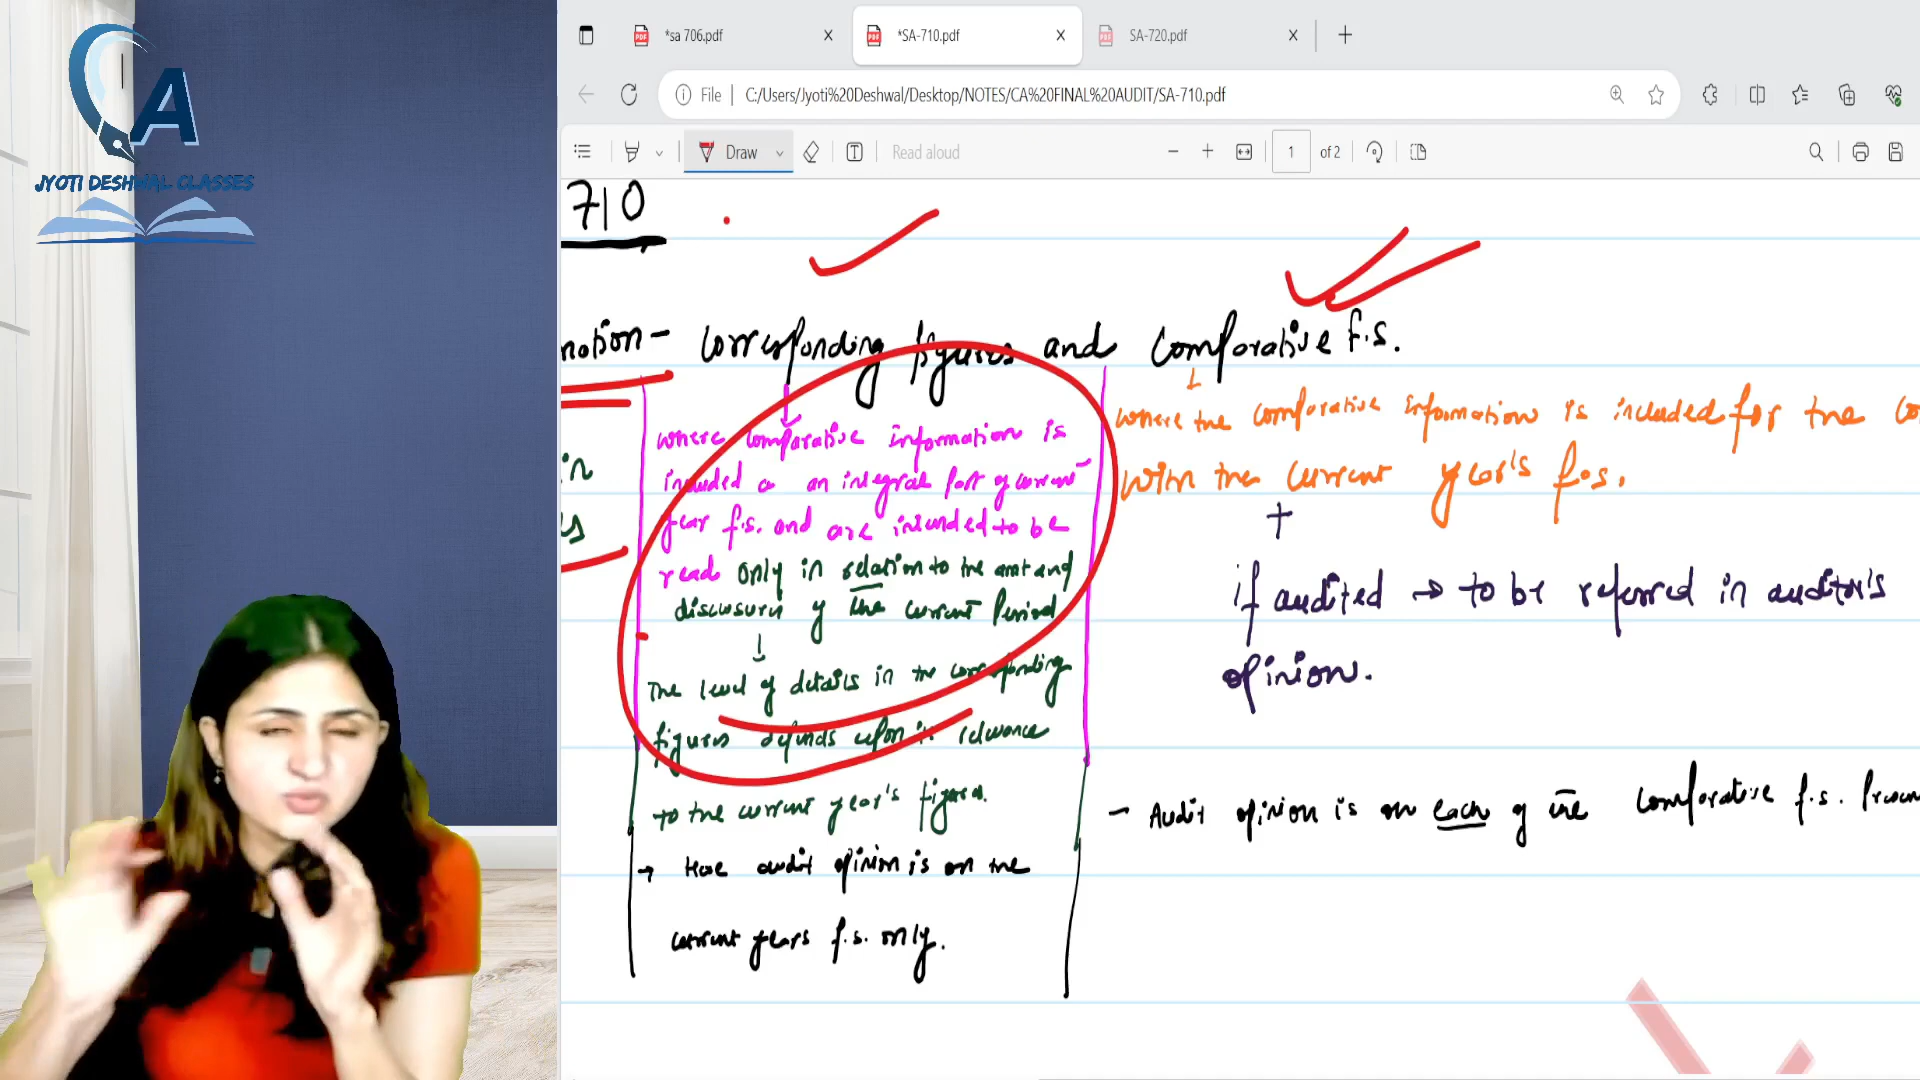 CA
JYOTI DESHWAL CLASSES
*sa 706.pdf
*SA-710.pdf
SA-720.pdf
File
C:/Users/Jyoti%20Deshwal/Desktop/NOTES/CA%20FINAL%20AUDIT/SA-710.pdf
Draw
Read aloud
1 of 2
710
mation - Corresponding figures and Comparative f.s.
where comparative information is
included as an integral part of current
year f.s. and are intended to be
read only in relation to the amt and
disclosure of the current Period
The level of details in the corresponding
figures depends upon its relevance
to the current year's figures.
→ Here audit opinion is on the
current years f.s. only.
in
es
where the comparative information is included for the
with the current year's f.s.
+
if audited → to be referred in auditor's
opinion.
- Audit opinion is on each of the comparative f.s.